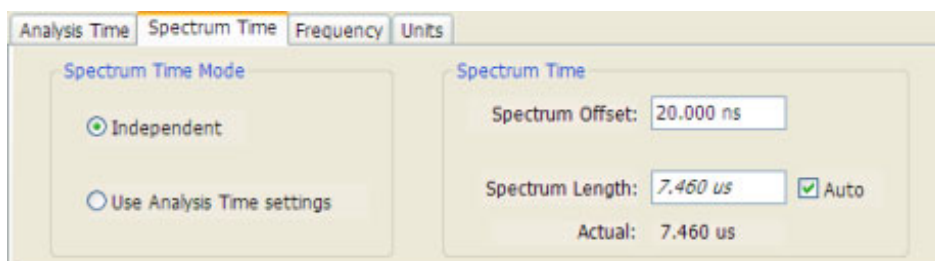 Analysis Time Spectrum Time Frequency Units
Spectrum Time Mode
Independent
Use Analysis Time settings
Spectrum Time
Spectrum Offset: 20.000 ns
Spectrum Length: 7.460 us Auto
Actual: 7.460 us